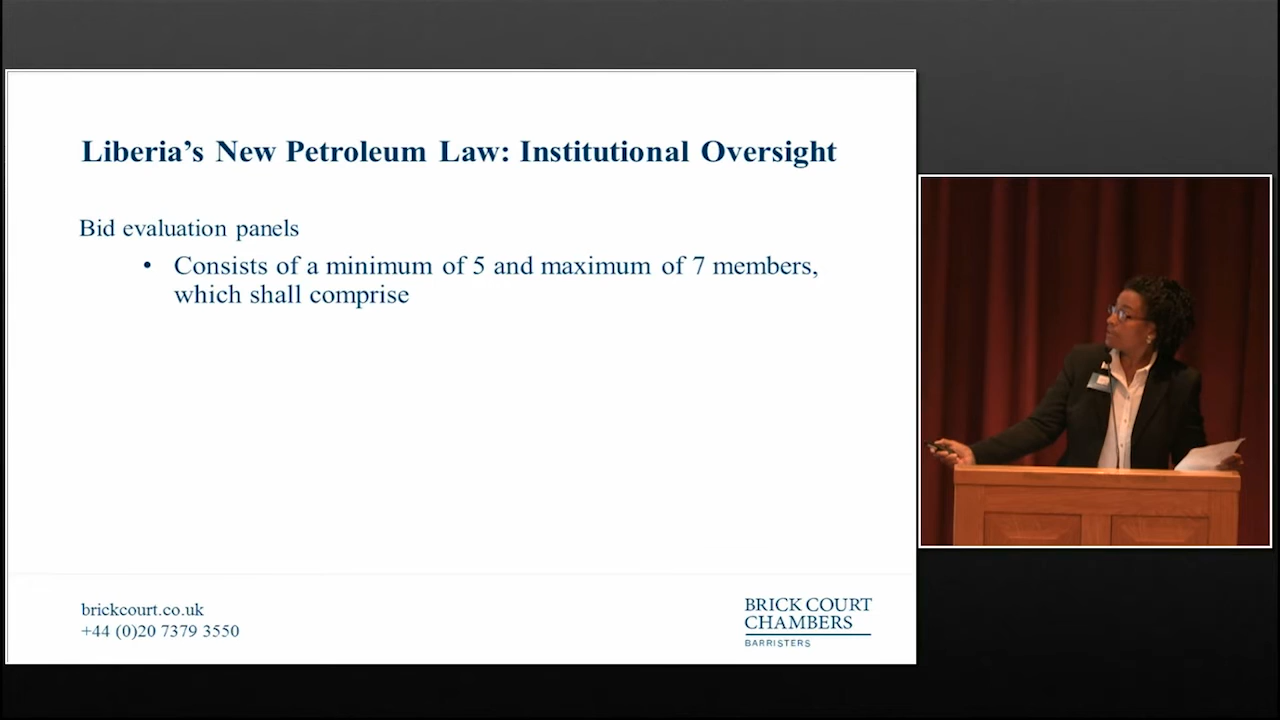 Liberia’s New Petroleum Law: Institutional Oversight
Bid evaluation panels
• Consists of a minimum of 5 and maximum of 7 members,
which shall comprise
brickcourt.co.uk
+44 (0)20 7379 3550
BRICK COURT
CHAMBERS
BARRISTERS